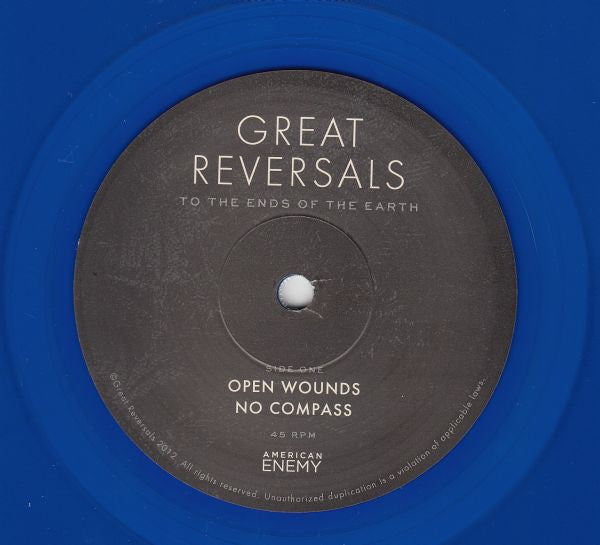 GREAT
REVERSALS
TO THE ENDS OF THE EARTH
SIDE ONE
OPEN WOUNDS
NO COMPASS
45 RPM
AMERICAN
ENEMY
©Great Reversals 2012. All rights reserved. Unauthorized duplication is a violation of applicable laws.